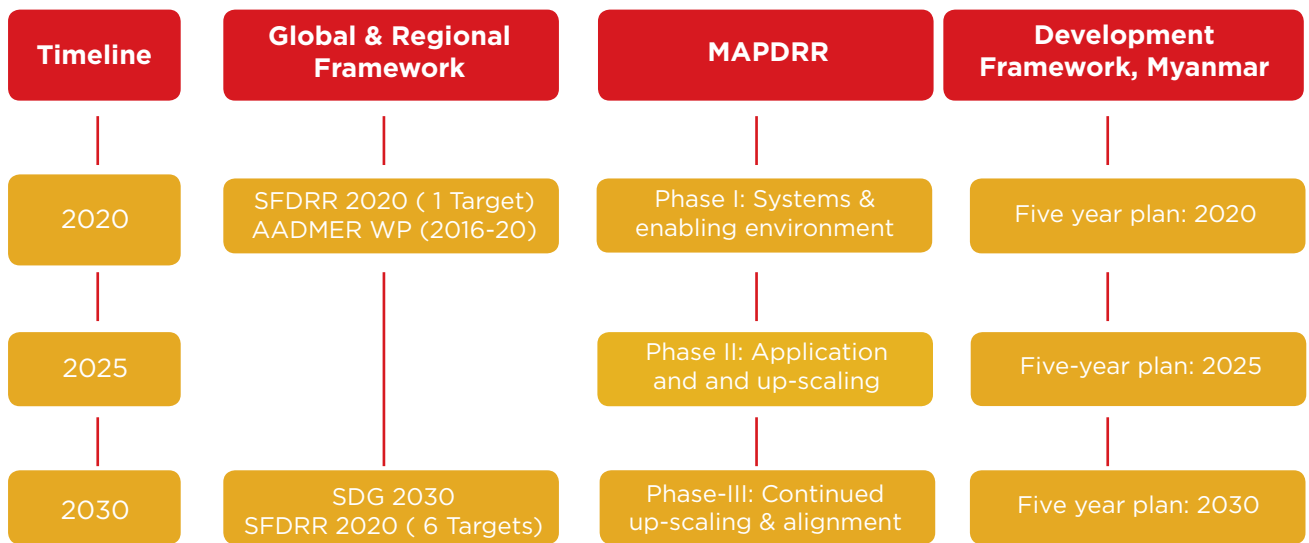 Timeline
Global & Regional
Framework
MAPDRR
Development
Framework, Myanmar
2020
SFDRR 2020 ( 1 Target)
AADMER WP (2016-20)
Phase I: Systems &
enabling environment
Five year plan: 2020
2025
Phase II: Application
and and up-scaling
Five-year plan: 2025
2030
SDG 2030
SFDRR 2020 ( 6 Targets)
Phase-III: Continued
up-scaling & alignment
Five year plan: 2030